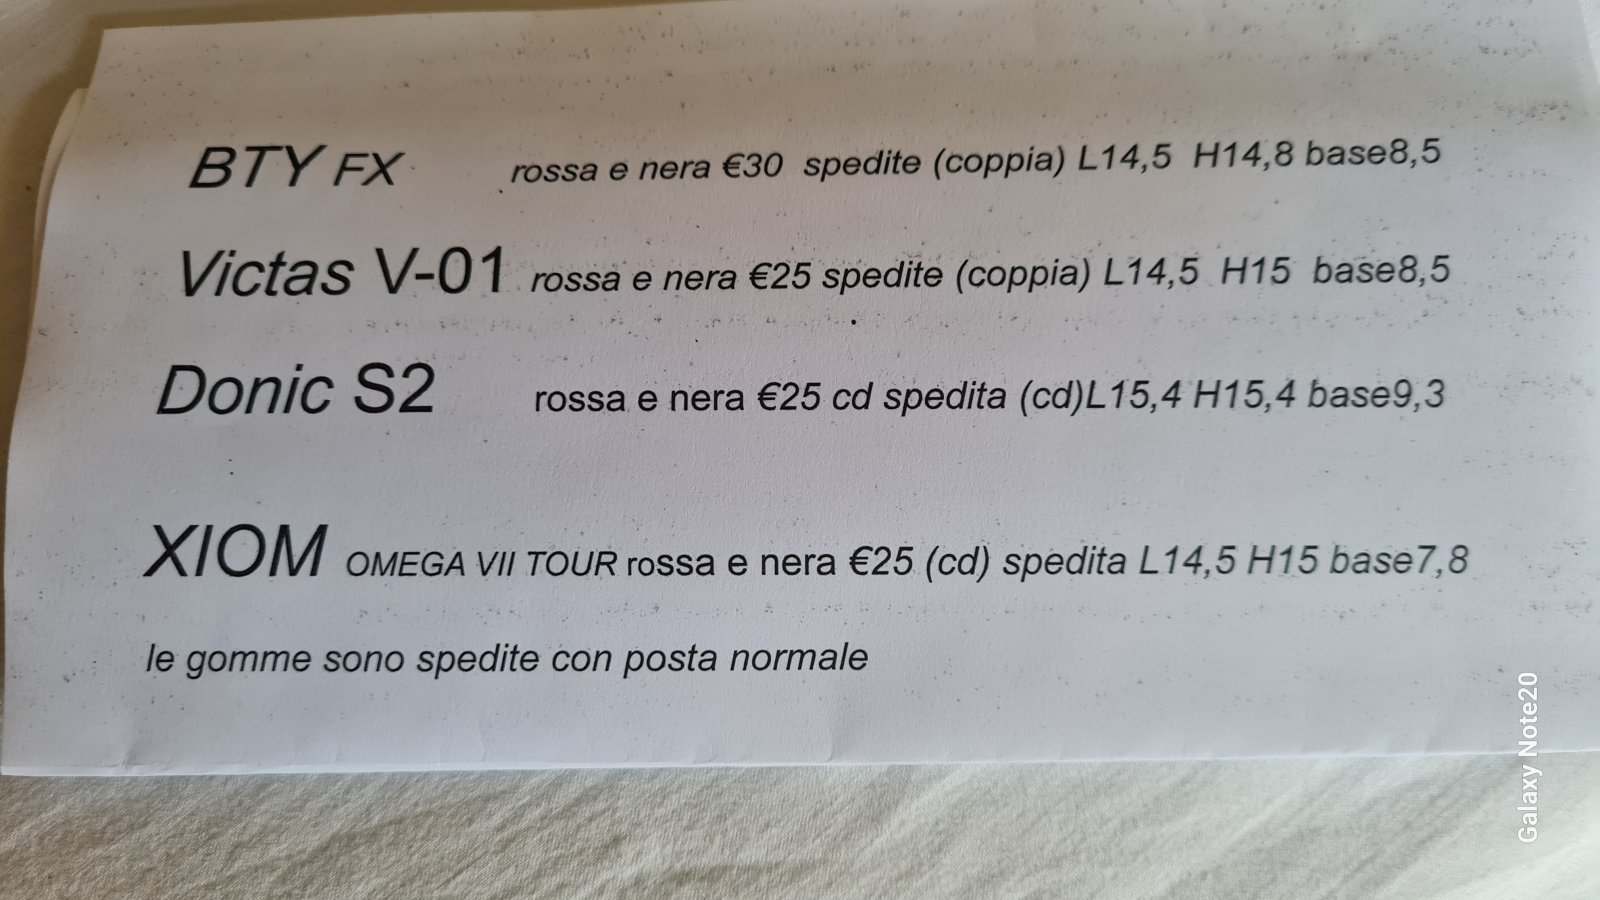 BTY FX rossa e nera €30 spedite (coppia) L14,5 H14,8 base8,5
Victas V-01 rossa e nera €25 spedite (coppia) L14,5 H15 base8,5
Donic S2 rossa e nera €25 cd spedita (cd)L15,4 H15,4 base9,3
XIOM OMEGA VII TOUR rossa e nera €25 (cd) spedita L14,5 H15 base7,8
le gomme sono spedite con posta normale
Galaxy Note20